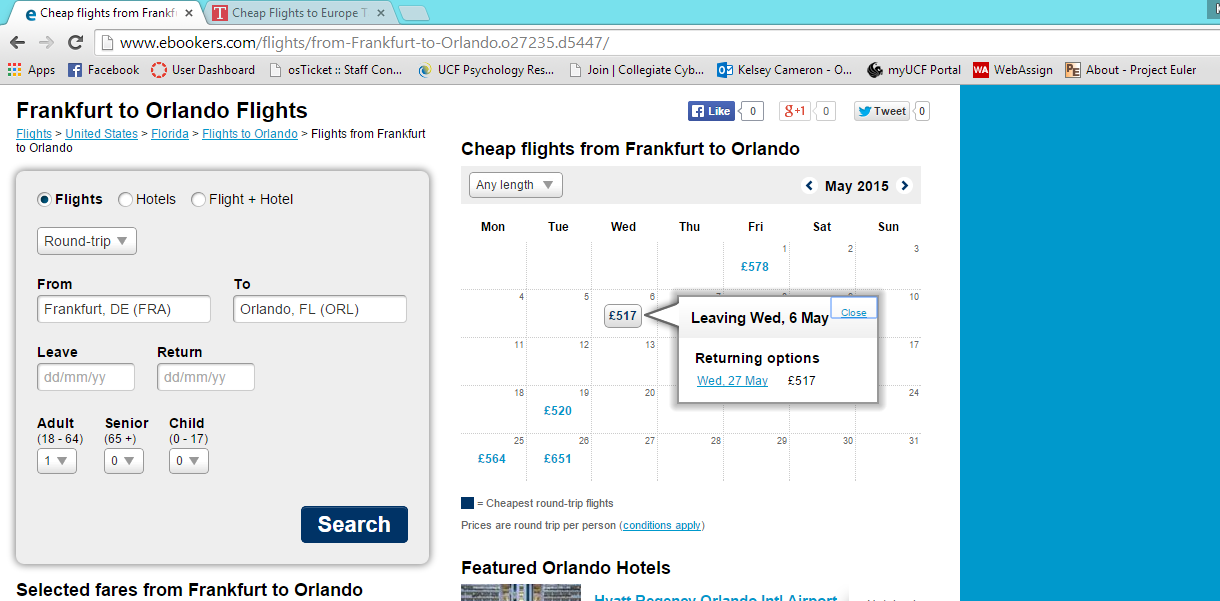 Cheap flights from Frankf
Cheap Flights to Europe T
www.ebookers.com/flights/from-Frankfurt-to-Orlando.o27235.d5447/
Apps Facebook User Dashboard osTicket :: Staff Con... UCF Psychology Res... Join | Collegiate Cyb... Kelsey Cameron - O... myUCF Portal WA WebAssign PE About - Project Euler
Frankfurt to Orlando Flights
Flights > United States > Florida > Flights to Orlando > Flights from Frankfurt
to Orlando
Like 0 g+1 0 Tweet 0
Flights Hotels Flight + Hotel
Round-trip
From To
Frankfurt, DE (FRA) Orlando, FL (ORL)
Leave Return
dd/mm/yy dd/mm/yy
Adult Senior Child
(18 - 64) (65 +) (0 - 17)
1 0 0
Search
Selected fares from Frankfurt to Orlando
Cheap flights from Frankfurt to Orlando
Any length May 2015
Mon Tue Wed Thu Fri Sat Sun
1 2 3
£578
4 5 6 10
£517
Leaving Wed, 6 May Close
Returning options
Wed, 27 May £517
11 12 13 17
18 19 20 24
£520
25 26 27 28 29 30 31
£564 £651
= Cheapest round-trip flights
Prices are round trip per person (conditions apply)
Featured Orlando Hotels
Hyatt Regency Orlando Intl Airport